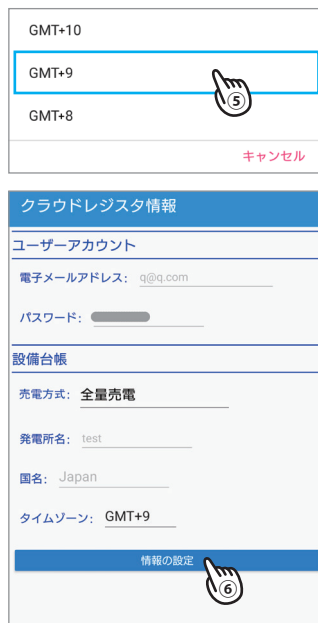 GMT+10
GMT+9
⑤
GMT+8
キャンセル
クラウドレジスタ情報
ユーザーアカウント
電子メールアドレス: q@q.com
パスワード:
設備台帳
売電方式: 全量売電
発電所名: test
国名: Japan
タイムゾーン: GMT+9
情報の設定
⑥